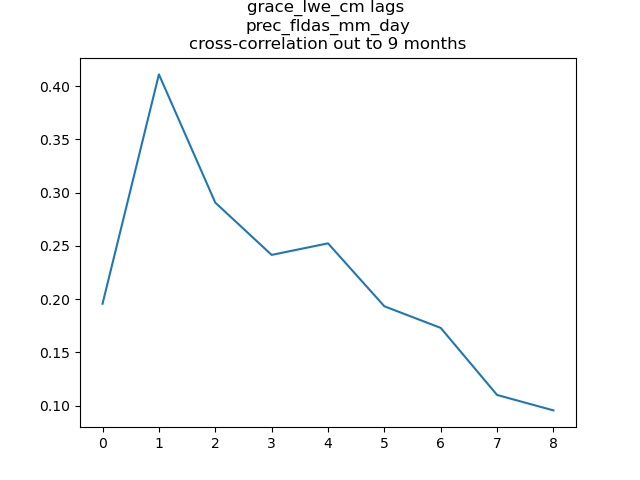 grace_lwe_cm lags
prec_fldas_mm_day
cross-correlation out to 9 months
0.40
0.35
0.30
0.25
0.20
0.15
0.10
0 1 2 3 4 5 6 7 8